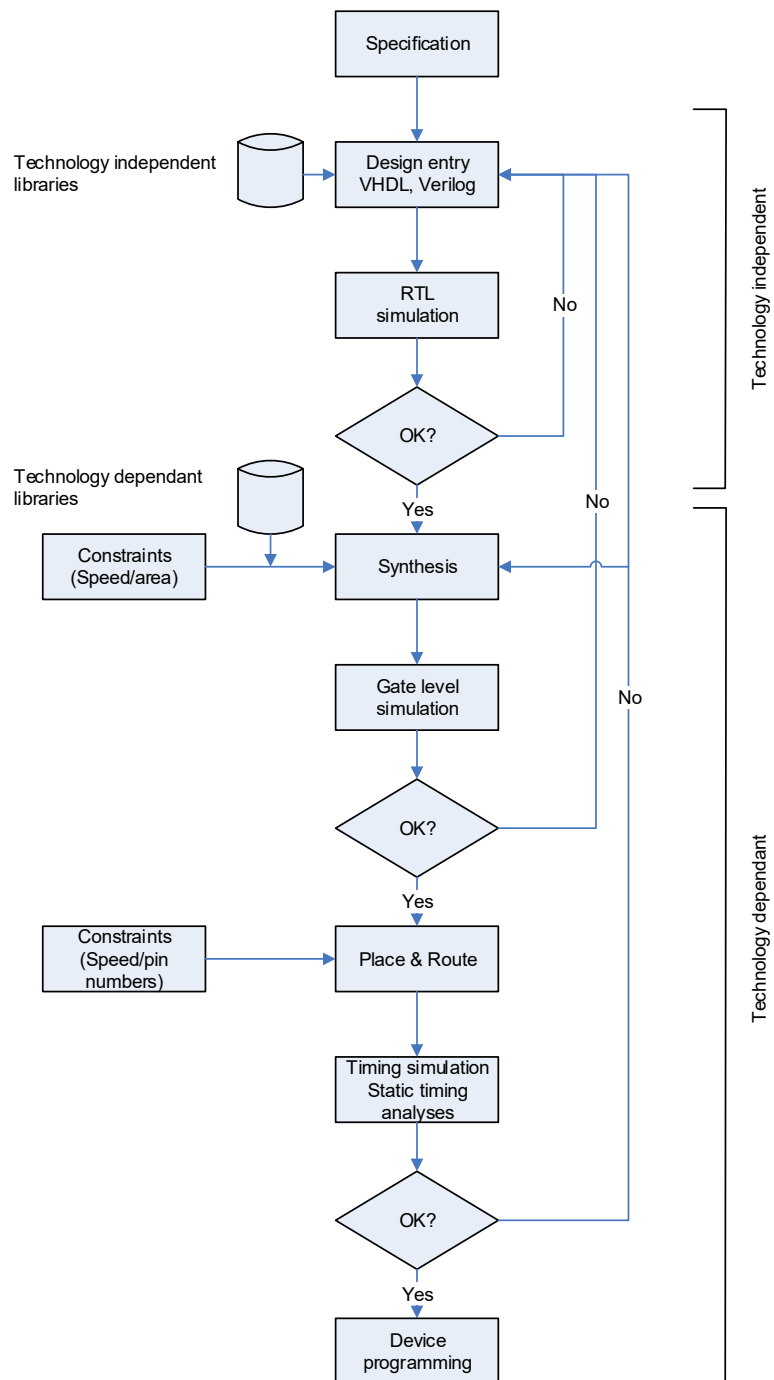 Specification
Technology independent
libraries
Design entry
VHDL, Verilog
Technology independent
RTL
simulation
No
OK?
Technology dependant
libraries
Yes
No
Constraints
(Speed/area)
Synthesis
Gate level
simulation
No
OK?
Technology dependant
Yes
Constraints
(Speed/pin
numbers)
Place & Route
Timing simulation
Static timing
analyses
OK?
Yes
Device
programming